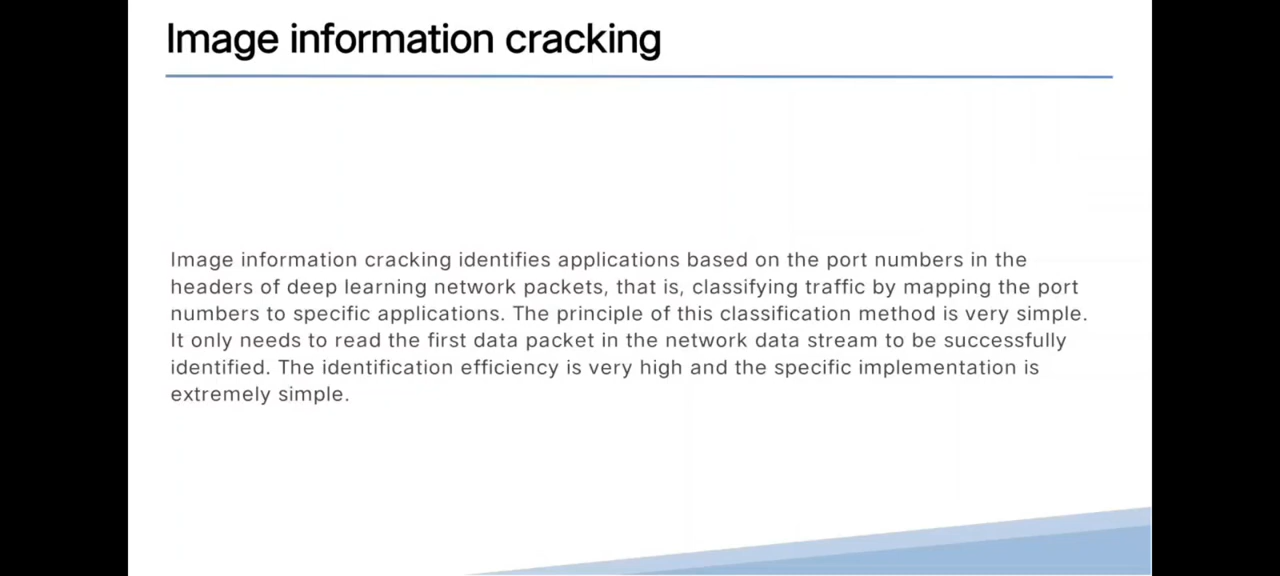 Image information cracking
Image information cracking identifies applications based on the port numbers in the
headers of deep learning network packets, that is, classifying traffic by mapping the port
numbers to specific applications. The principle of this classification method is very simple.
It only needs to read the first data packet in the network data stream to be successfully
identified. The identification efficiency is very high and the specific implementation is
extremely simple.